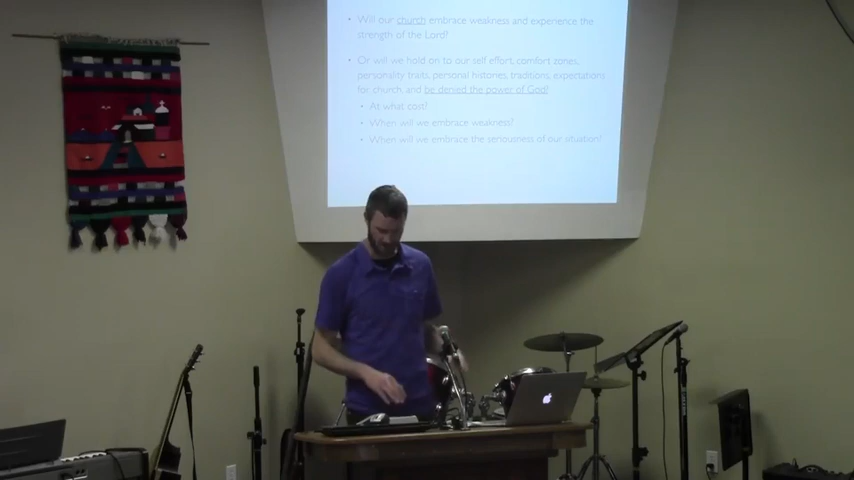 • Will our church embrace weakness and experience the
strength of the Lord?
• Or will we hold on to our self effort, comfort zones,
personality traits, personal histories, traditions, expectations
for church, and be denied the power of God?
• At what cost?
• When will we embrace weakness?
• When will we embrace the seriousness of our situation?